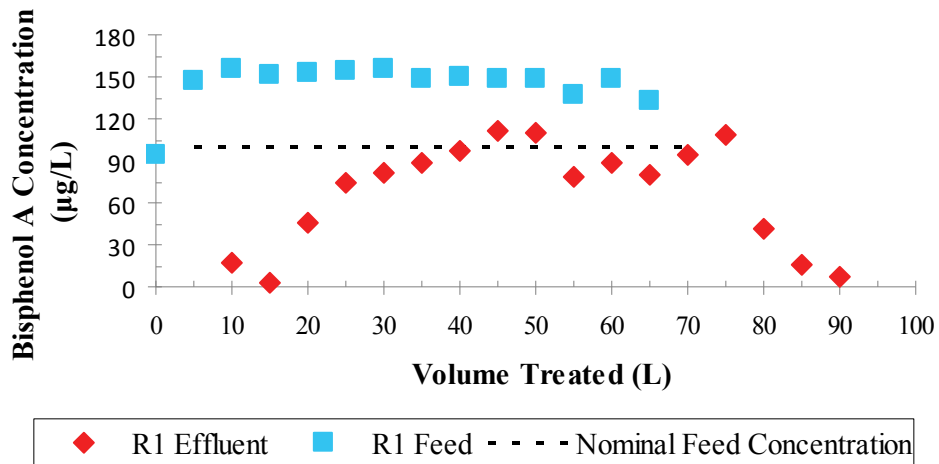 Bisphenol A Concentration
(µg/L)
180
150
120
90
60
30
0
0 10 20 30 40 50 60 70 80 90 100
Volume Treated (L)
R1 Effluent R1 Feed Nominal Feed Concentration